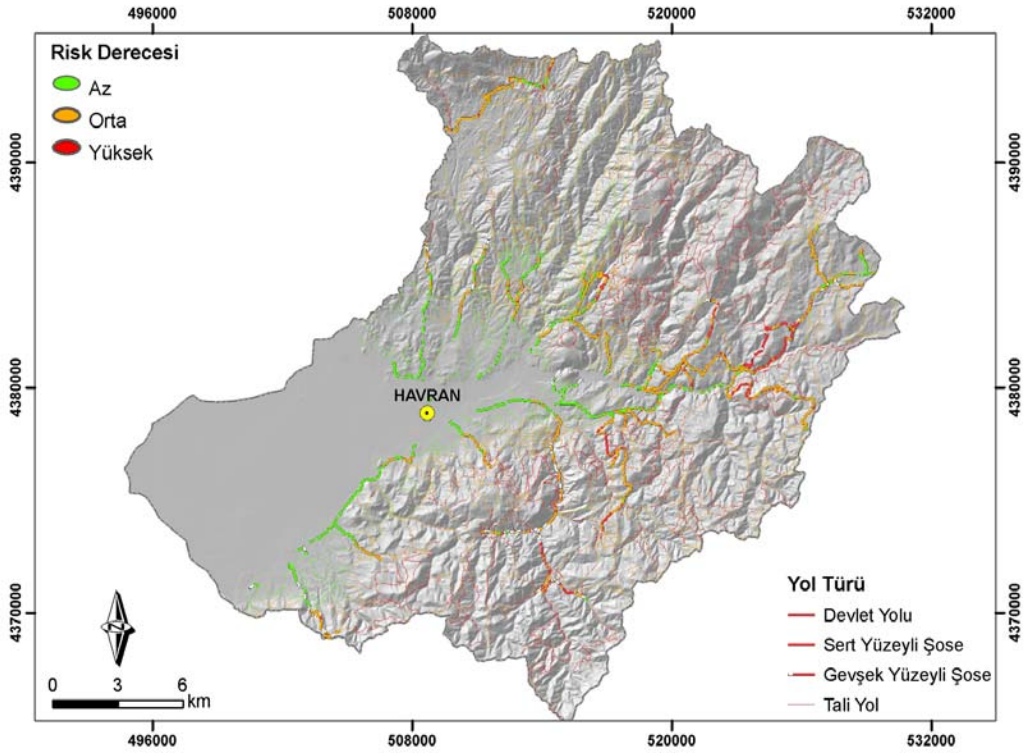 496000 508000 520000 532000
Risk Derecesi
Az
Orta
Yüksek
4390000 4390000
4380000 4380000
HAVRAN
4370000 4370000
Yol Türü
Devlet Yolu
Sert Yüzeyli Şose
Gevşek Yüzeyli Şose
Tali Yol
N
0 3 6
km
496000 508000 520000 532000